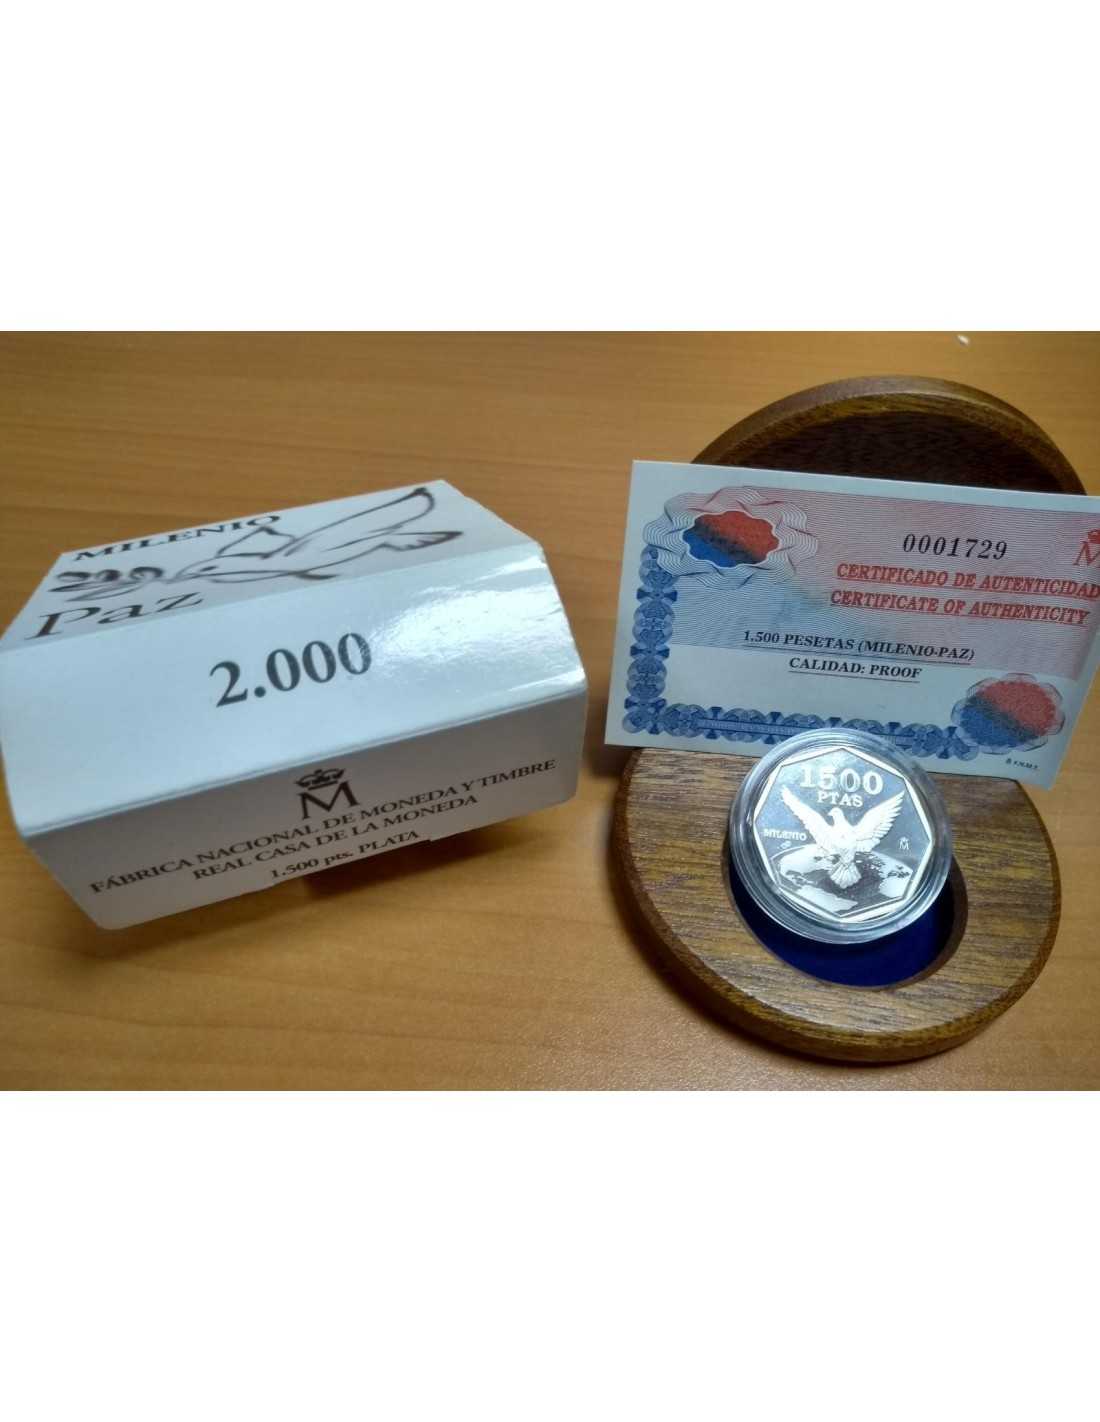 MILENIO
Paz
2.000
M
FÁBRICA NACIONAL DE MONEDA Y TIMBRE
REAL CASA DE LA MONEDA
1.500 pts. PLATA
0001729
M
CERTIFICADO DE AUTENTICIDAD
CERTIFICATE OF AUTHENTICITY
1.500 PESETAS (MILENIO-PAZ)
CALIDAD: PROOF
F.N.M.T.
1500
PTAS
MILENIO
M